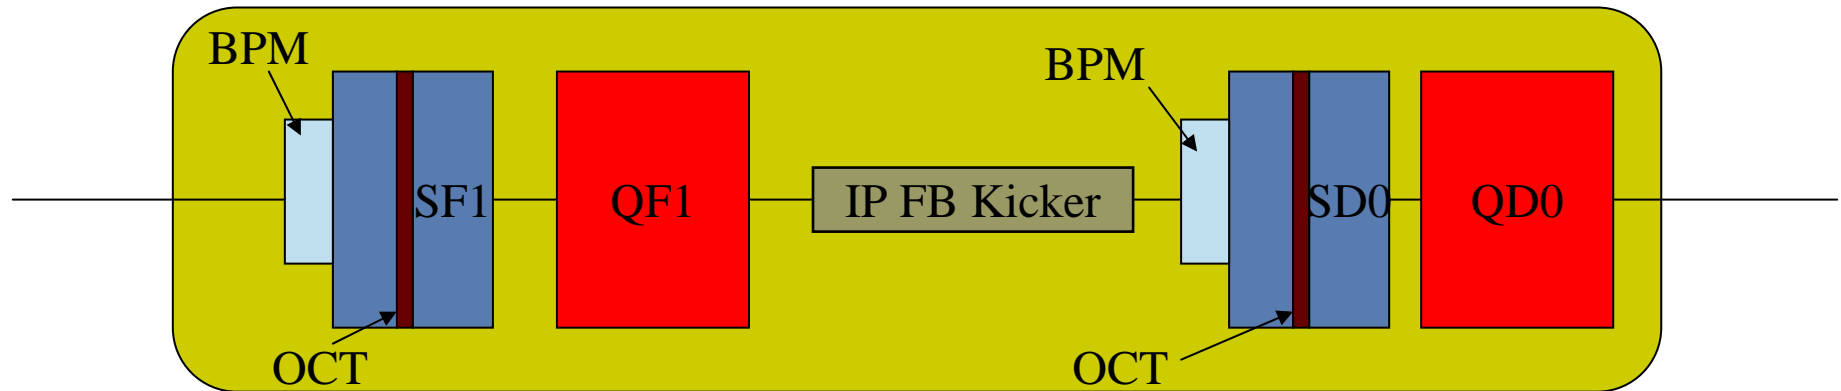 BPM
BPM
SF1
QF1
IP FB Kicker
SD0
QD0
OCT
OCT